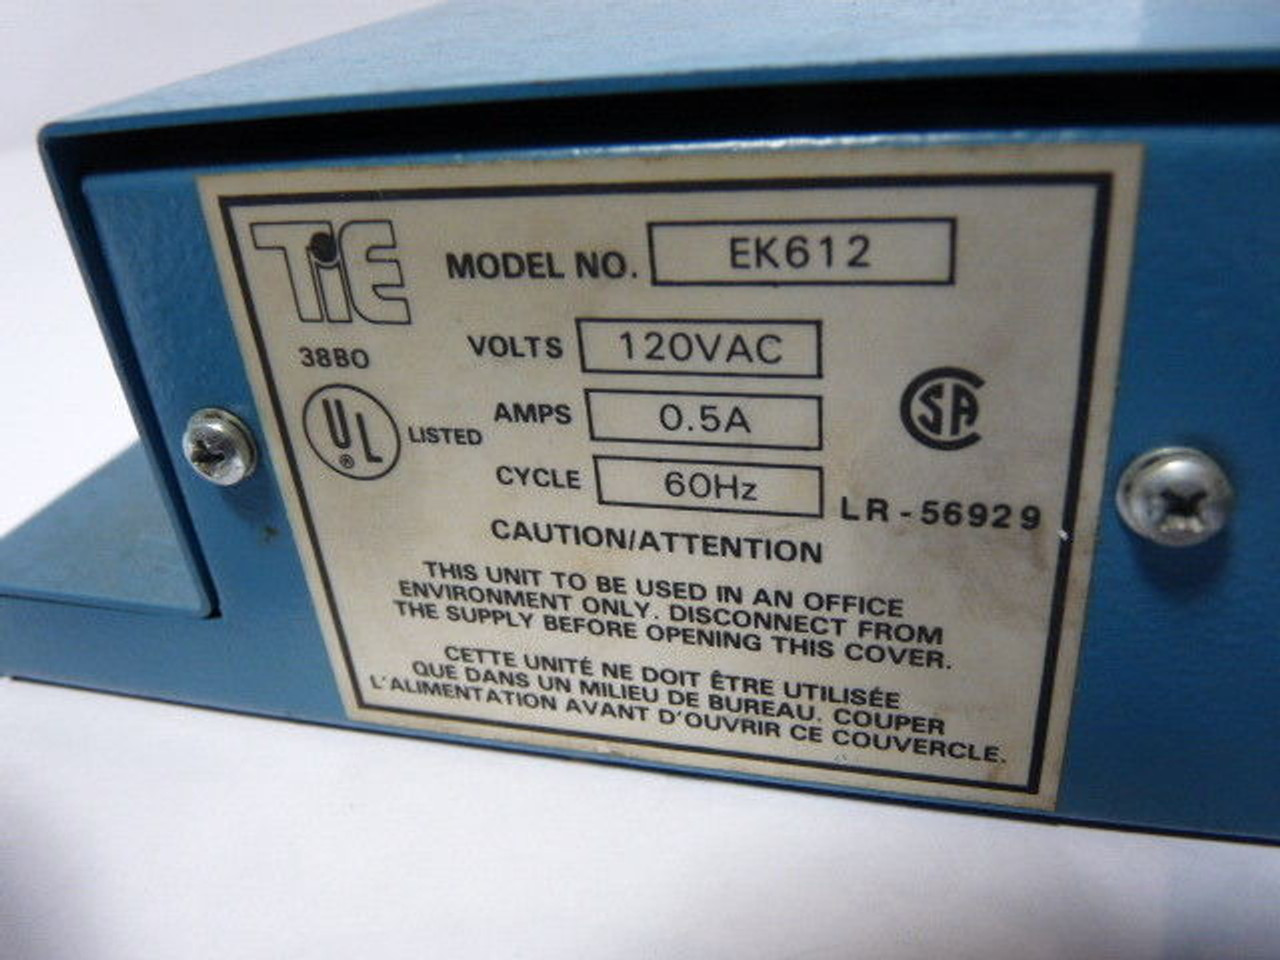 TIE
MODEL NO. EK612
38BO
VOLTS 120VAC
UL ® LISTED
AMPS 0.5A
SA
CYCLE 60Hz
LR - 56929
CAUTION/ATTENTION
THIS UNIT TO BE USED IN AN OFFICE
ENVIRONMENT ONLY. DISCONNECT FROM
THE SUPPLY BEFORE OPENING THIS COVER.
CETTE UNITÉ NE DOIT ÊTRE UTILISÉE
QUE DANS UN MILIEU DE BUREAU. COUPER
L'ALIMENTATION AVANT D'OUVRIR CE COUVERCLE.